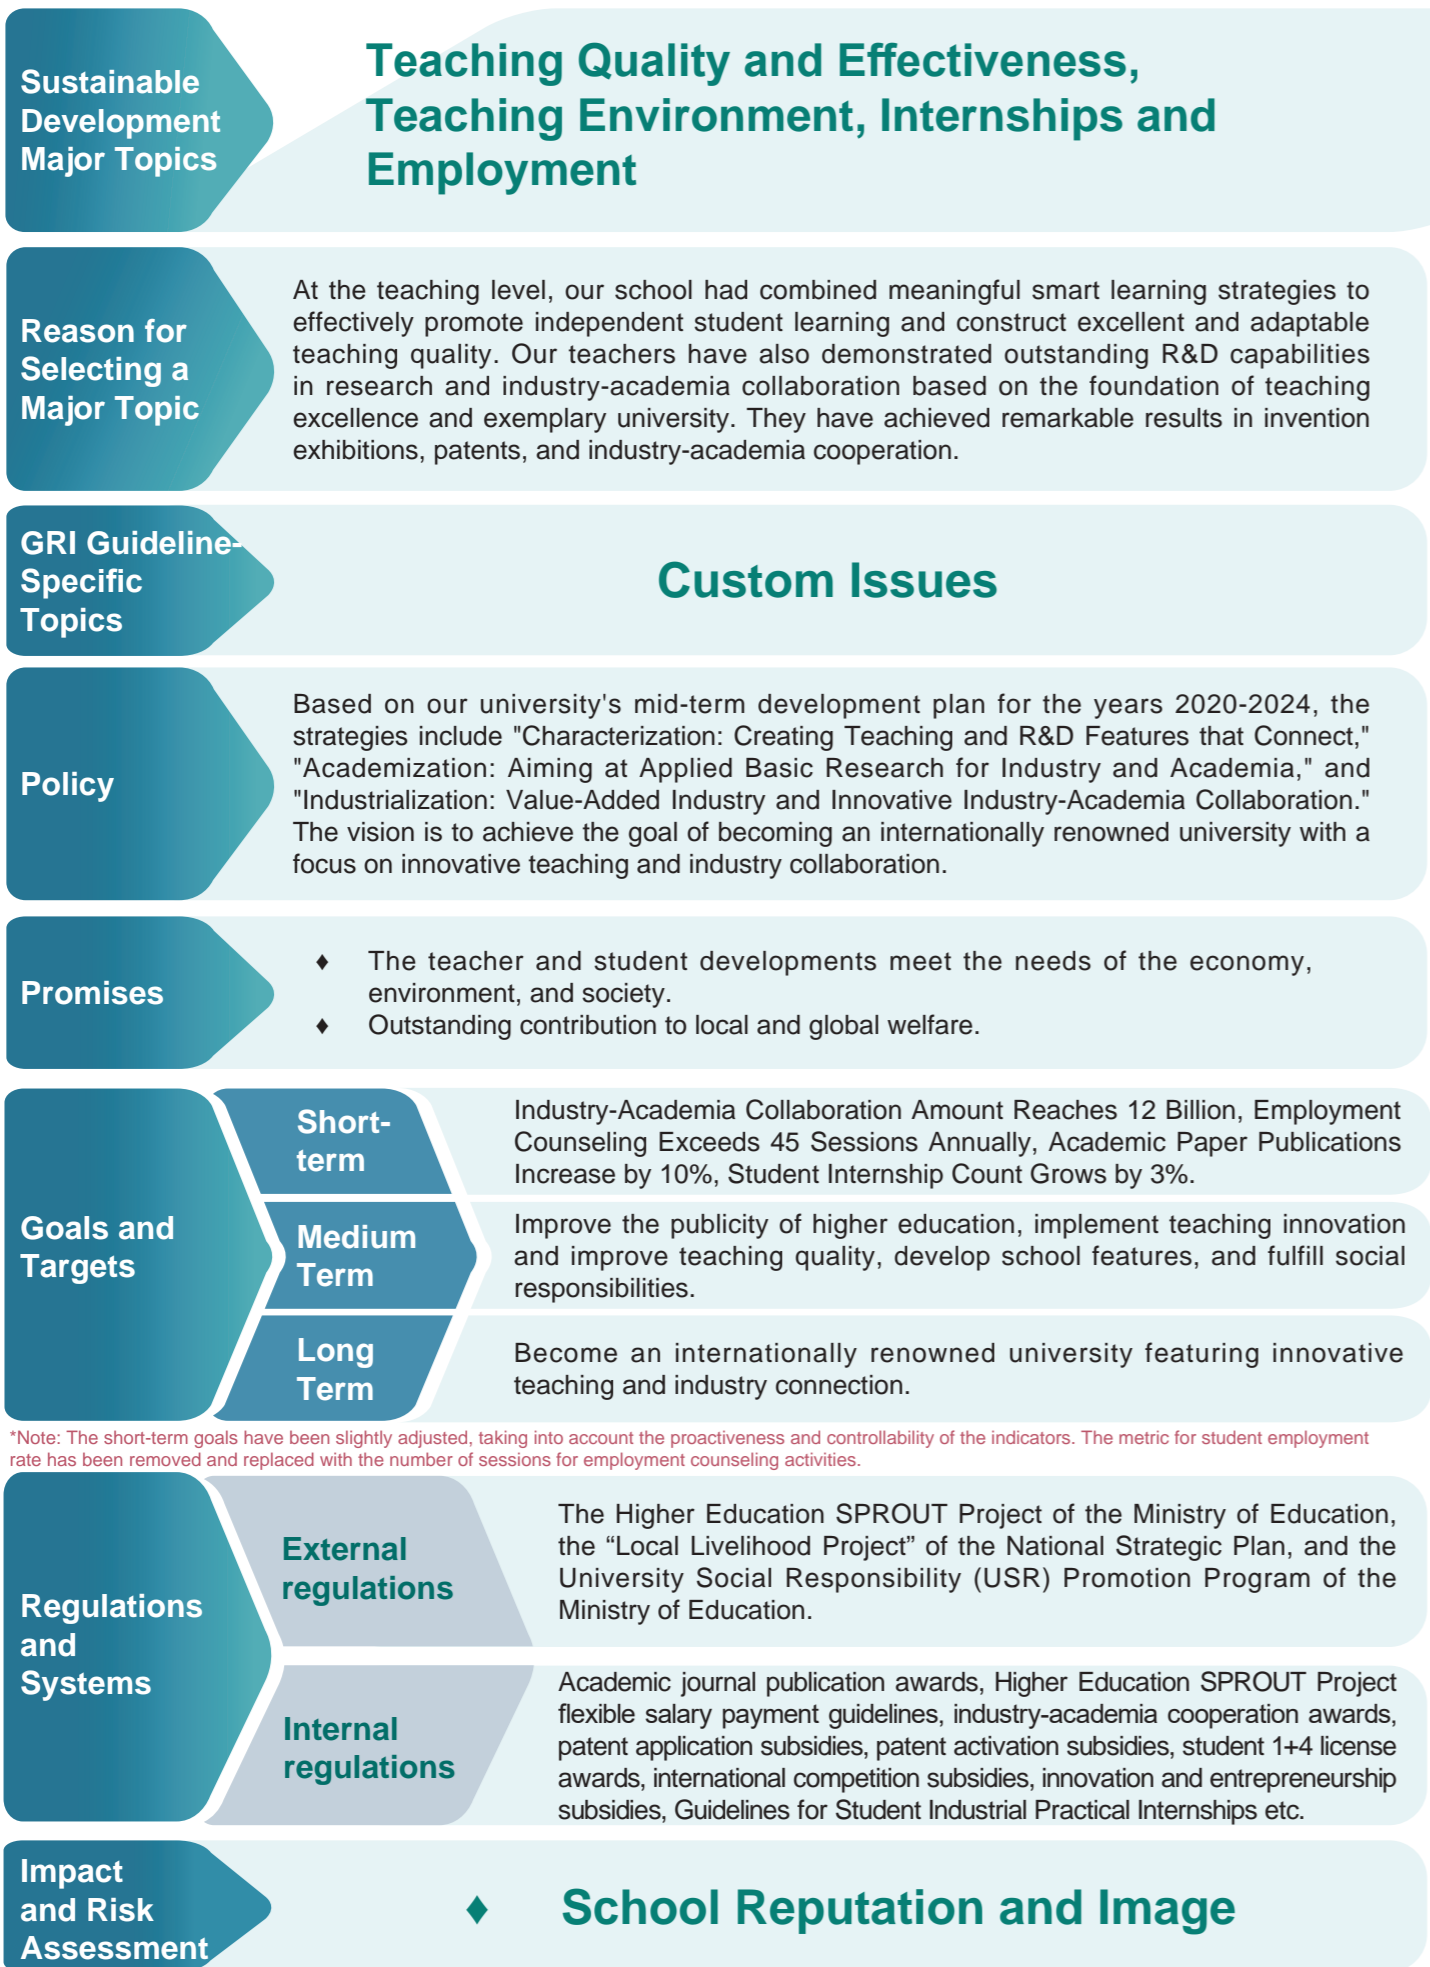 Sustainable
Development
Major Topics
Teaching Quality and Effectiveness,
Teaching Environment, Internships and
Employment
Reason for
Selecting a
Major Topic
At the teaching level, our school had combined meaningful smart learning strategies to
effectively promote independent student learning and construct excellent and adaptable
teaching quality. Our teachers have also demonstrated outstanding R&D capabilities
in research and industry-academia collaboration based on the foundation of teaching
excellence and exemplary university. They have achieved remarkable results in invention
exhibitions, patents, and industry-academia cooperation.
GRI Guideline-
Specific
Topics
Custom Issues
Policy
Based on our university's mid-term development plan for the years 2020-2024, the
strategies include "Characterization: Creating Teaching and R&D Features that Connect,"
"Academization: Aiming at Applied Basic Research for Industry and Academia," and
"Industrialization: Value-Added Industry and Innovative Industry-Academia Collaboration."
The vision is to achieve the goal of becoming an internationally renowned university with a
focus on innovative teaching and industry collaboration.
Promises
♦ The teacher and student developments meet the needs of the economy,
environment, and society.
♦ Outstanding contribution to local and global welfare.
Goals and
Targets
Short-
term
Industry-Academia Collaboration Amount Reaches 12 Billion, Employment
Counseling Exceeds 45 Sessions Annually, Academic Paper Publications
Increase by 10%, Student Internship Count Grows by 3%.
Medium
Term
Improve the publicity of higher education, implement teaching innovation
and improve teaching quality, develop school features, and fulfill social
responsibilities.
Long
Term
Become an internationally renowned university featuring innovative
teaching and industry connection.
*Note: The short-term goals have been slightly adjusted, taking into account the proactiveness and controllability of the indicators. The metric for student employment
rate has been removed and replaced with the number of sessions for employment counseling activities.
Regulations
and
Systems
External
regulations
The Higher Education SPROUT Project of the Ministry of Education,
the “Local Livelihood Project” of the National Strategic Plan, and the
University Social Responsibility (USR) Promotion Program of the
Ministry of Education.
Internal
regulations
Academic journal publication awards, Higher Education SPROUT Project
flexible salary payment guidelines, industry-academia cooperation awards,
patent application subsidies, patent activation subsidies, student 1+4 license
awards, international competition subsidies, innovation and entrepreneurship
subsidies, Guidelines for Student Industrial Practical Internships etc.
Impact
and Risk
Assessment
♦ School Reputation and Image